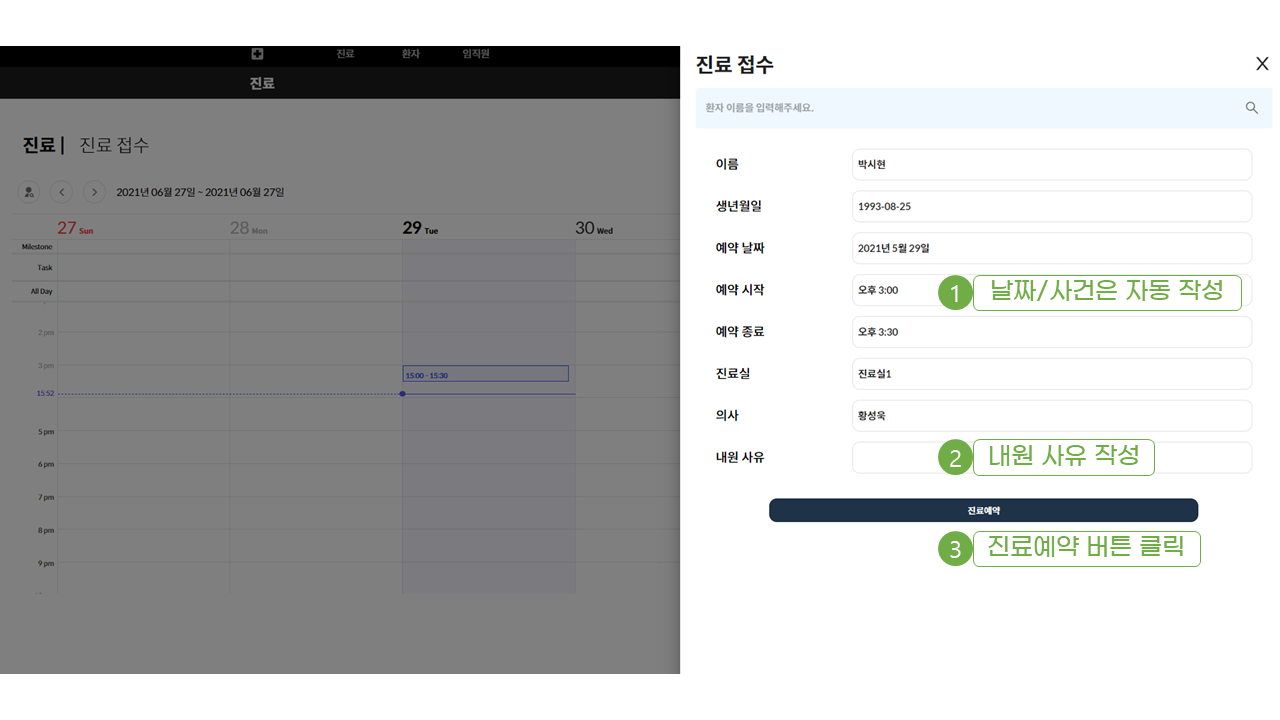 진료 환자 임직원
진료
진료 | 진료 접수
2021년 06월 27일 ~ 2021년 06월 27일
27 Sun 28 Mon 29 Tue 30 Wed
Milestone
Task
All Day
2 pm
3 pm
15:00 - 15:30
15:52
5 pm
6 pm
7 pm
8 pm
9 pm
진료 접수 X
환자 이름을 입력해주세요.
이름 박시현
생년월일 1993-08-25
예약 날짜 2021년 5월 29일
예약 시작 오후 3:00
1 날짜/사건은 자동 작성
예약 종료 오후 3:30
진료실 진료실1
의사 황성욱
내원 사유
2 내원 사유 작성
진료예약
3 진료예약 버튼 클릭